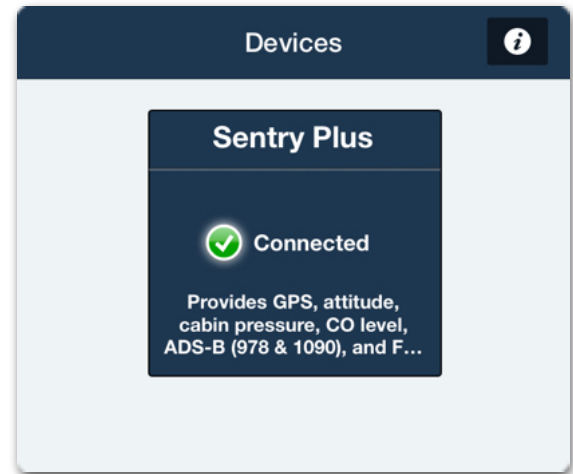 Devices
Sentry Plus
Connected
Provides GPS, attitude,
cabin pressure, CO level,
ADS-B (978 & 1090), and F...